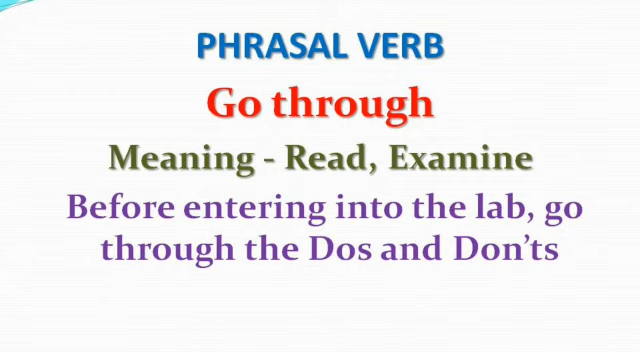 PHRASAL VERB
Go through
Meaning - Read, Examine
Before entering into the lab, go
through the Dos and Don’ts